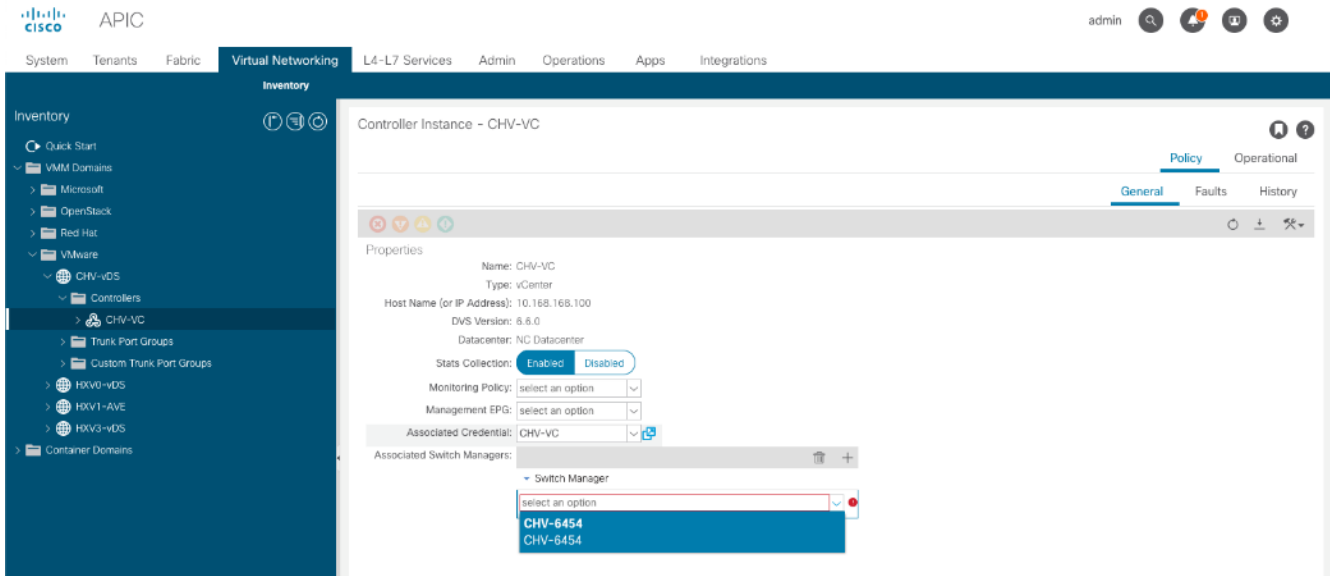 cisco
APIC
admin
1
System Tenants Fabric Virtual Networking L4-L7 Services Admin Operations Apps Integrations
Inventory
Inventory
Quick Start
VMM Domains
Microsoft
OpenStack
Red Hat
VMware
CHV-vDS
Controllers
CHV-VC
Trunk Port Groups
Custom Trunk Port Groups
HXV0-vDS
HXV1-AVE
HXV3-vDS
Container Domains
Controller Instance - CHV-VC
Policy Operational
General Faults History
Properties
Name: CHV-VC
Type: vCenter
Host Name (or IP Address): 10.168.168.100
DVS Version: 6.6.0
Datacenter: NC Datacenter
Stats Collection: Enabled Disabled
Monitoring Policy: select an option
Management EPG: select an option
Associated Credential: CHV-VC
Associated Switch Managers:
Switch Manager
select an option
CHV-6454
CHV-6454